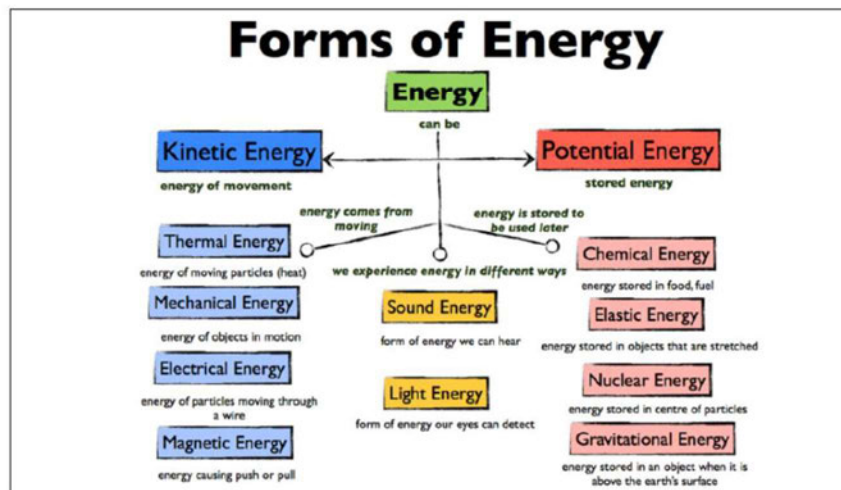 Forms of Energy
Energy
can be
Kinetic Energy
energy of movement
Potential Energy
stored energy
energy comes from
moving
energy is stored to
be used later
we experience energy in different ways
Thermal Energy
energy of moving particles (heat)
Mechanical Energy
energy of objects in motion
Electrical Energy
energy of particles moving through
a wire
Magnetic Energy
energy causing push or pull
Sound Energy
form of energy we can hear
Light Energy
form of energy our eyes can detect
Chemical Energy
energy stored in food, fuel
Elastic Energy
energy stored in objects that are stretched
Nuclear Energy
energy stored in centre of particles
Gravitational Energy
energy stored in an object when it is
above the earth's surface